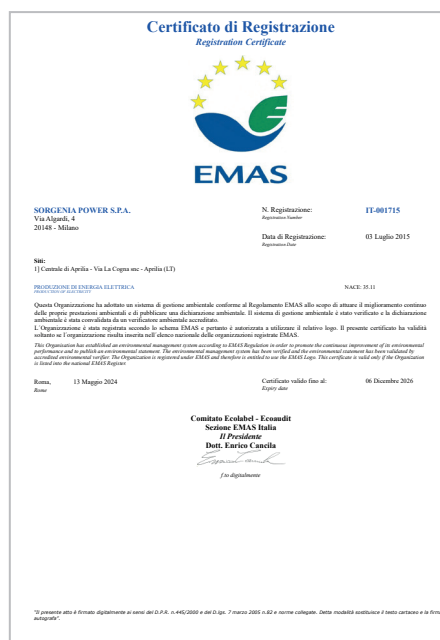 Certificato di Registrazione
Registration Certificate
EMAS
SORGENIA POWER S.P.A.
Via Algardi, 4
20148 - Milano
N. Registrazione: IT-001715
Registration Number
Data di Registrazione: 03 Luglio 2015
Registration Date
Siti:
1] Centrale di Aprilia - Via La Cogna snc - Aprilia (LT)
PRODUZIONE DI ENERGIA ELETTRICA NACE: 35.11
PRODUCTION OF ELECTRICITY
Questa Organizzazione ha adottato un sistema di gestione ambientale conforme al Regolamento EMAS allo scopo di attuare il miglioramento continuo
delle proprie prestazioni ambientali e di pubblicare una dichiarazione ambientale. Il sistema di gestione ambientale è stato verificato e la dichiarazione
ambientale è stata convalidata da un verificatore ambientale accreditato.
L'Organizzazione è stata registrata secondo lo schema EMAS e pertanto è autorizzata a utilizzare il relativo logo. Il presente certificato ha validità
soltanto se l'organizzazione risulta inserita nell'elenco nazionale delle organizzazioni registrate EMAS.
This Organisation has established an environmental management system according to EMAS Regulation in order to promote the continuous improvement of its environmental
performance and to publish an environmental statement. The environmental management system has been verified and the environmental statement has been validated by
accredited environmental verifier. The Organization is registered under EMAS and therefore is entitled to use the EMAS Logo. This certificate is valid only if the Organization
is listed into the national EMAS Register.
Roma, 13 Maggio 2024 Certificato valido fino al: 06 Dicembre 2026
Rome Expiry date
Comitato Ecolabel - Ecoaudit
Sezione EMAS Italia
Il Presidente
Dott. Enrico Cancila
f.to digitalmente
"Il presente atto è firmato digitalmente ai sensi del D.P.R. n.445/2000 e del D.lgs. 7 marzo 2005 n.82 e norme collegate. Detta modalità sostituisce il testo cartaceo e la firma
autografa".